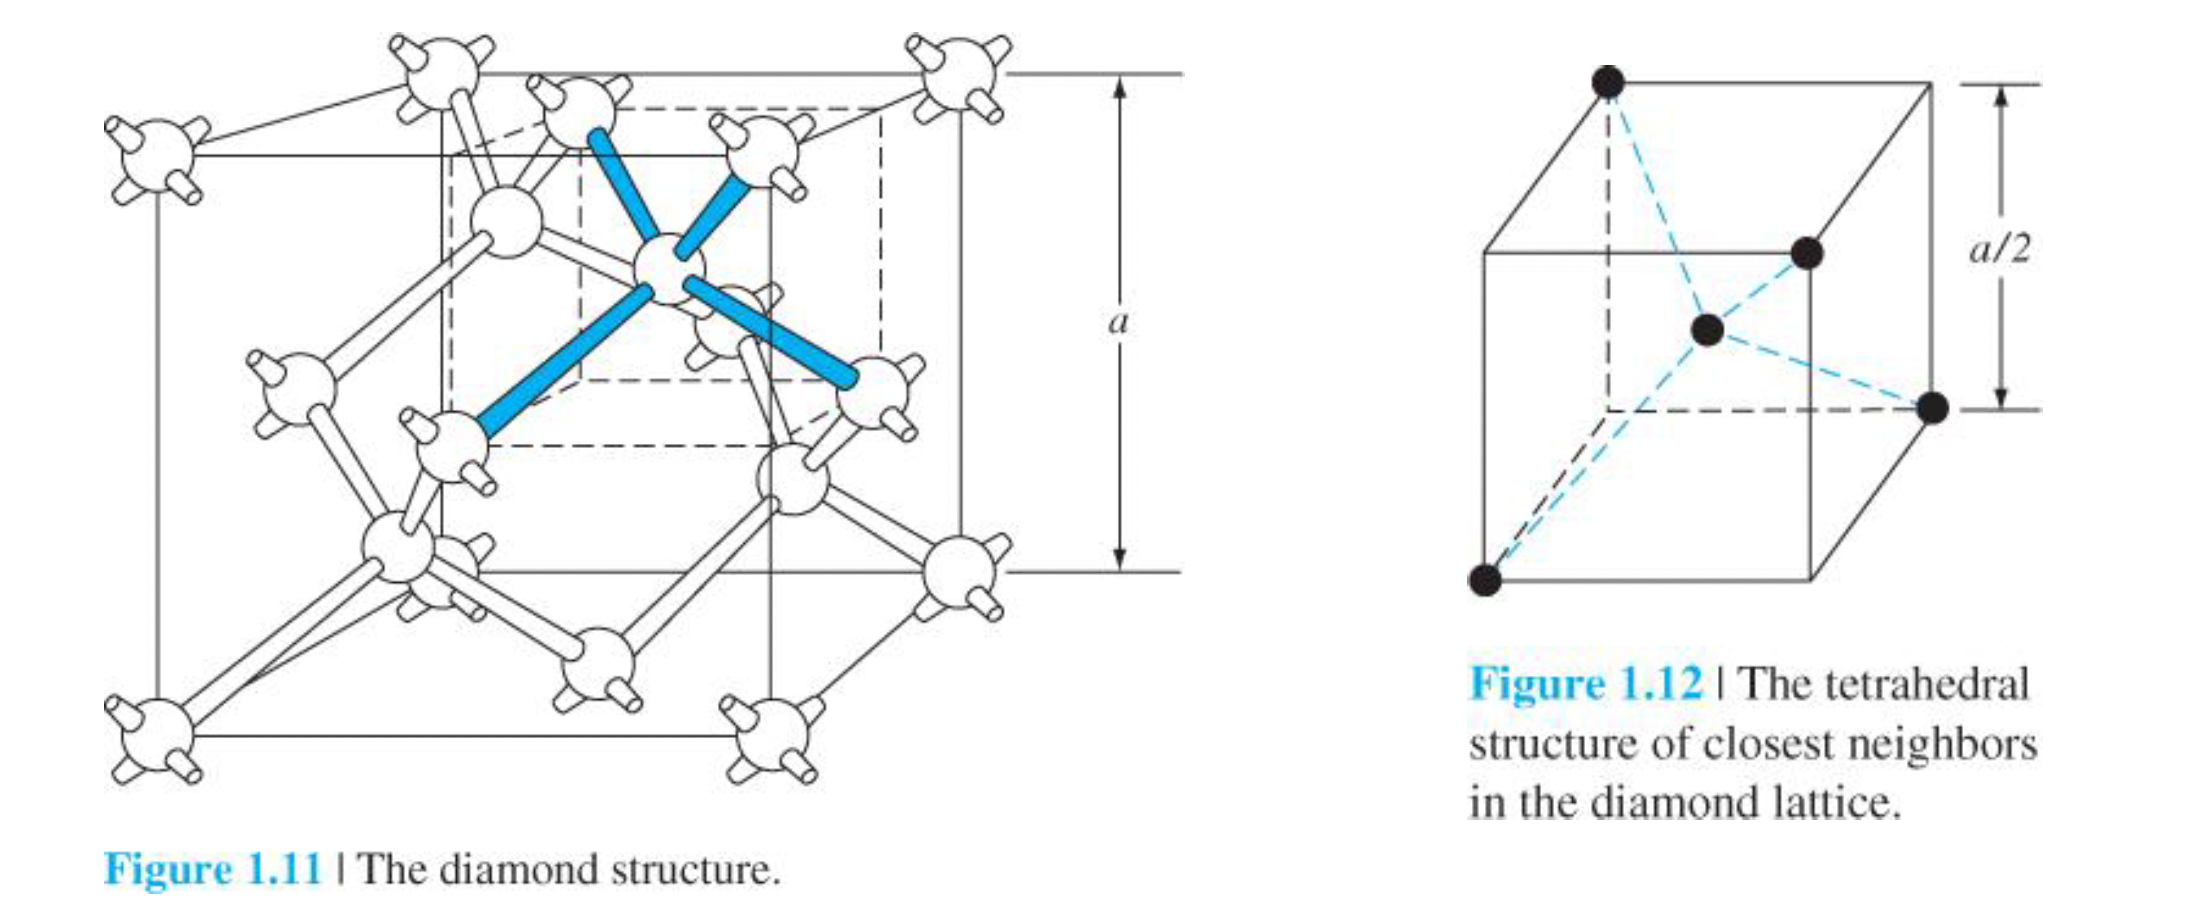 a
a/2
Figure 1.12 | The tetrahedral
structure of closest neighbors
in the diamond lattice.
Figure 1.11 | The diamond structure.